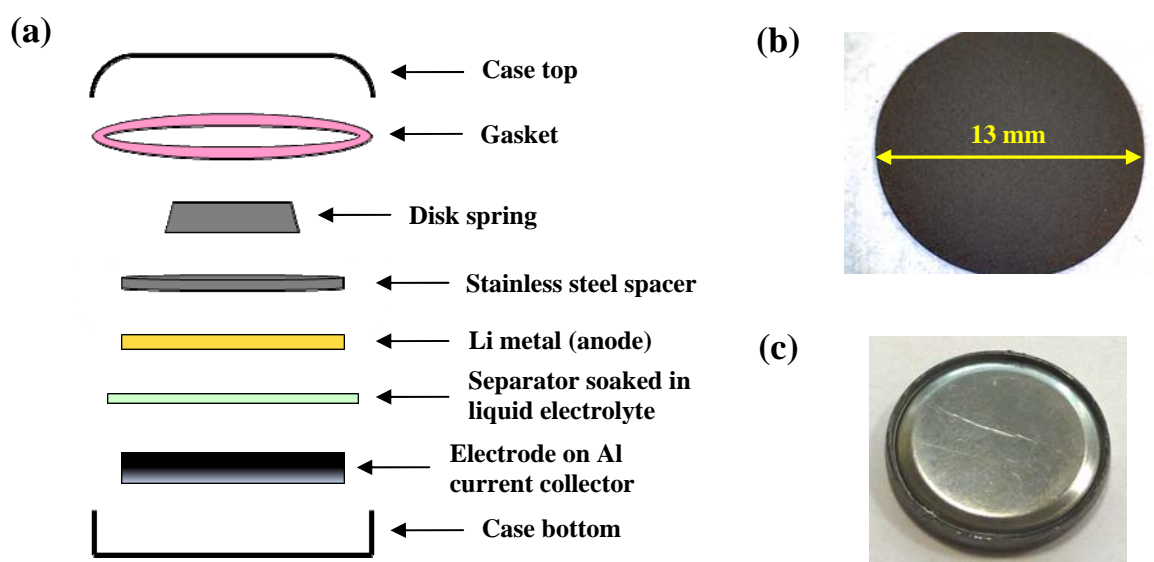 (a)
Case top
Gasket
Disk spring
Stainless steel spacer
Li metal (anode)
Separator soaked in
liquid electrolyte
Electrode on Al
current collector
Case bottom
(b)
13 mm
(c)